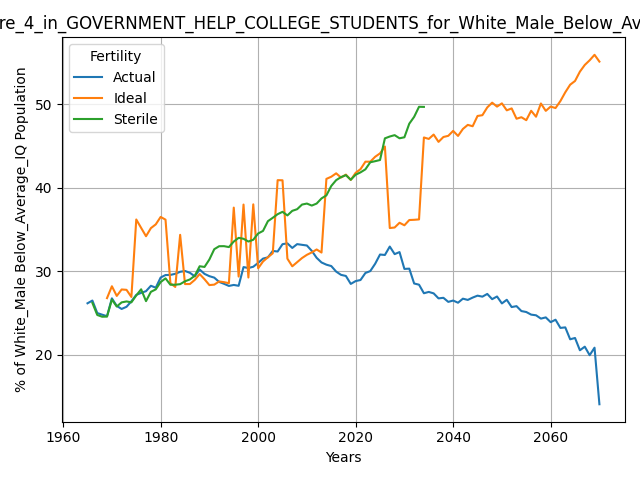 re_4_in_GOVERNMENT_HELP_COLLEGE_STUDENTS_for_White_Male_Below_Av
Fertility
Actual
Ideal
Sterile
% of White_Male Below_Average_IQ Population
50
40
30
20
1960
1980
2000
2020
2040
2060
Years